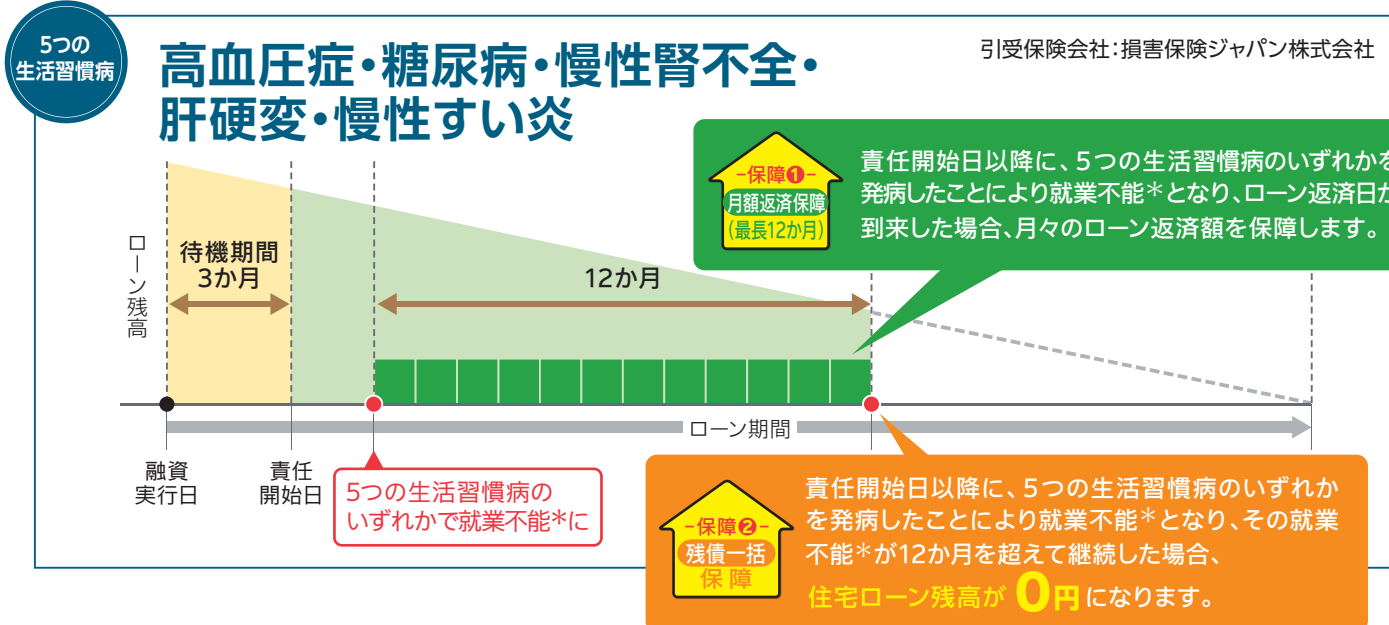 5つの
生活習慣病
高血圧症・糖尿病・慢性腎不全・
肝硬変・慢性すい炎
引受保険会社:損害保険ジャパン株式会社
-保障❶-
月額返済保障
(最長12か月)
責任開始日以降に、5つの生活習慣病のいずれかを
発病したことにより就業不能*となり、ローン返済日が
到来した場合、月々のローン返済額を保障します。
ローン残高
待機期間
3か月
12か月
ローン期間
融資
実行日
責任
開始日
5つの生活習慣病の
いずれかで就業不能*に
-保障❷-
残債一括
保障
責任開始日以降に、5つの生活習慣病のいずれか
を発病したことにより就業不能*となり、その就業
不能*が12か月を超えて継続した場合、
住宅ローン残高が0円になります。